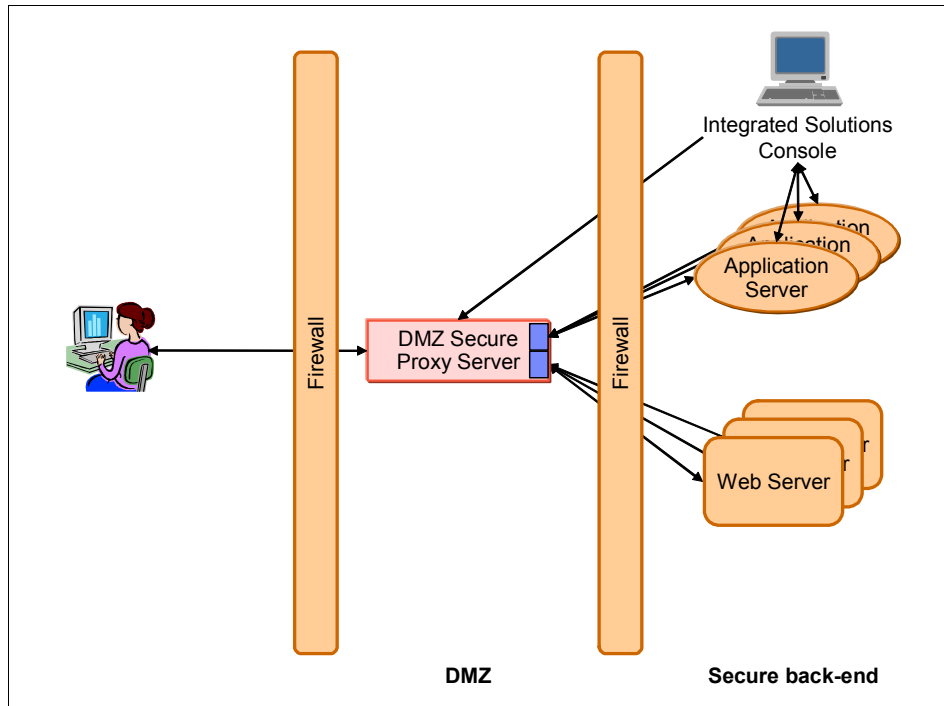 Integrated Solutions
Console
Application
Server
DMZ Secure
Proxy Server
Firewall
Firewall
Web Server
DMZ
Secure back-end